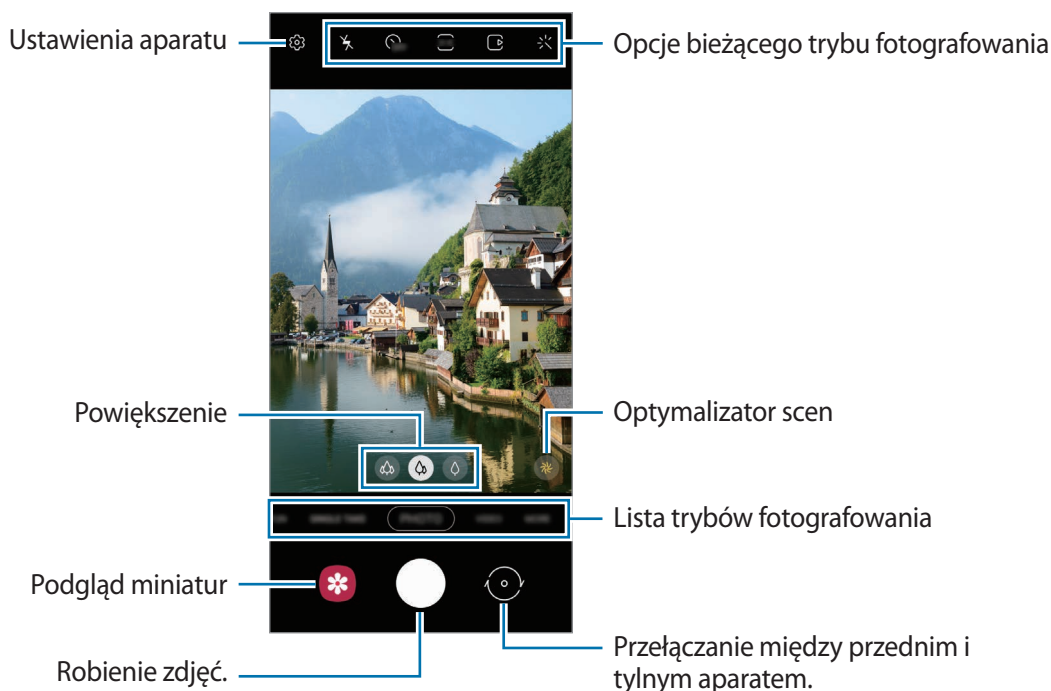 Ustawienia aparatu
Opcje bieżącego trybu fotografowania
Powiększenie
Optymalizator scen
Lista trybów fotografowania
Podgląd miniatur
Robienie zdjęć.
Przełączanie między przednim i
tylnym aparatem.